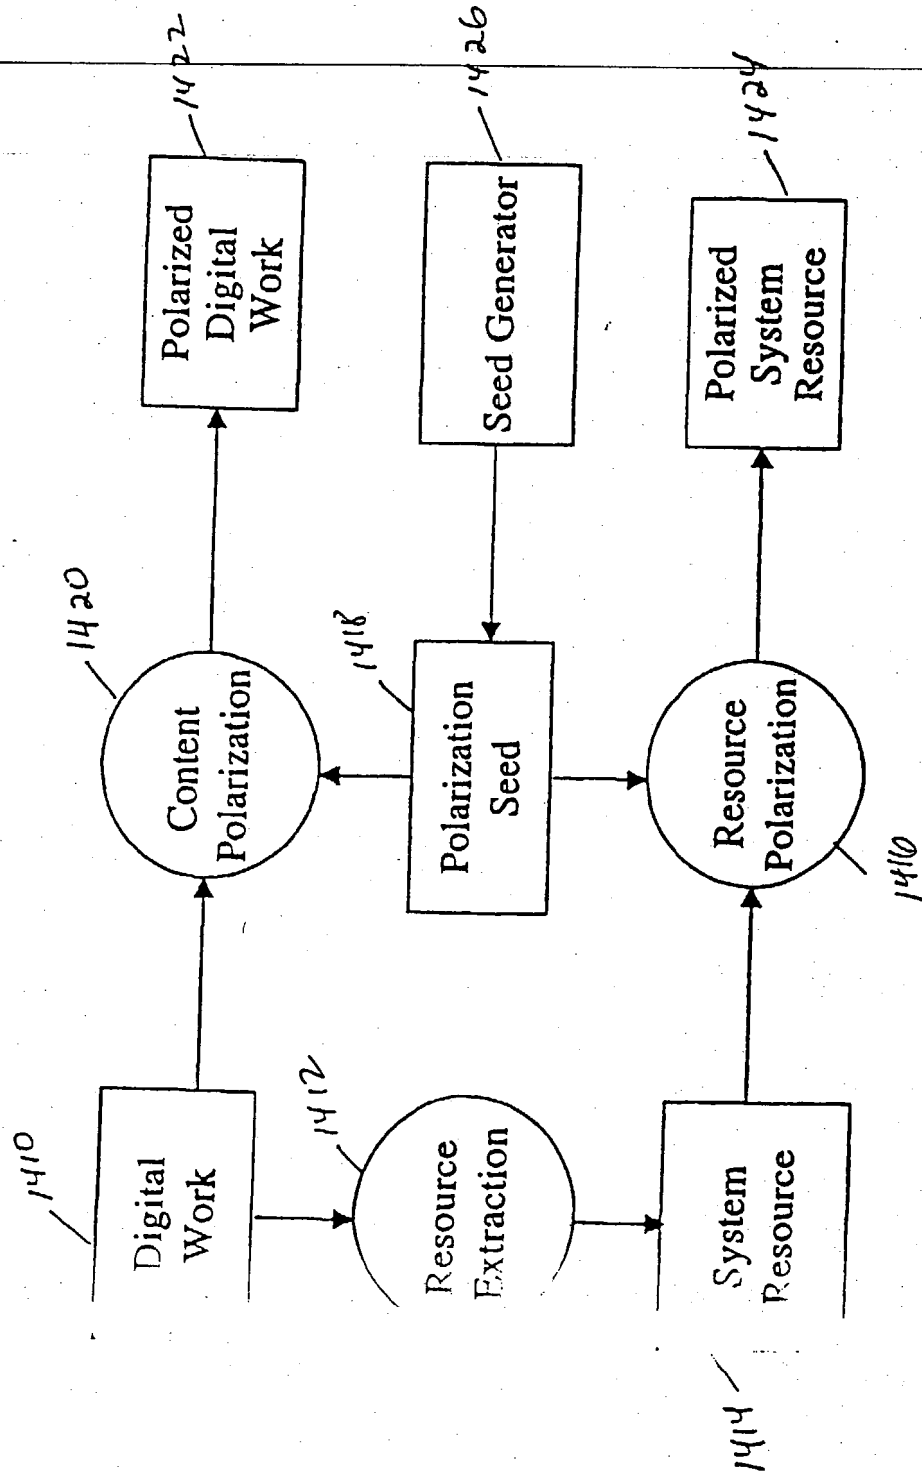 1410
Digital
Work
1420
Content
Polarization
1422
Polarized
Digital
Work
1412
Resource
Extraction
1418
Polarization
Seed
1426
Seed Generator
1414
System
Resource
1416
Resource
Polarization
1424
Polarized
System
Resource